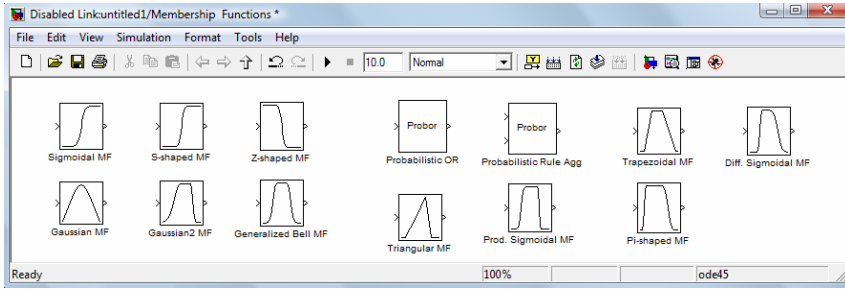 Disabled Link:untitled1/Membership Functions *
File Edit View Simulation Format Tools Help
10.0 Normal
Probor Probor
Sigmoidal MF S-shaped MF Z-shaped MF Probabilistic OR Probabilistic Rule Agg Trapezoidal MF Diff. Sigmoidal MF
Gaussian MF Gaussian2 MF Generalized Bell MF Triangular MF Prod. Sigmoidal MF Pi-shaped MF
Ready 100% ode45